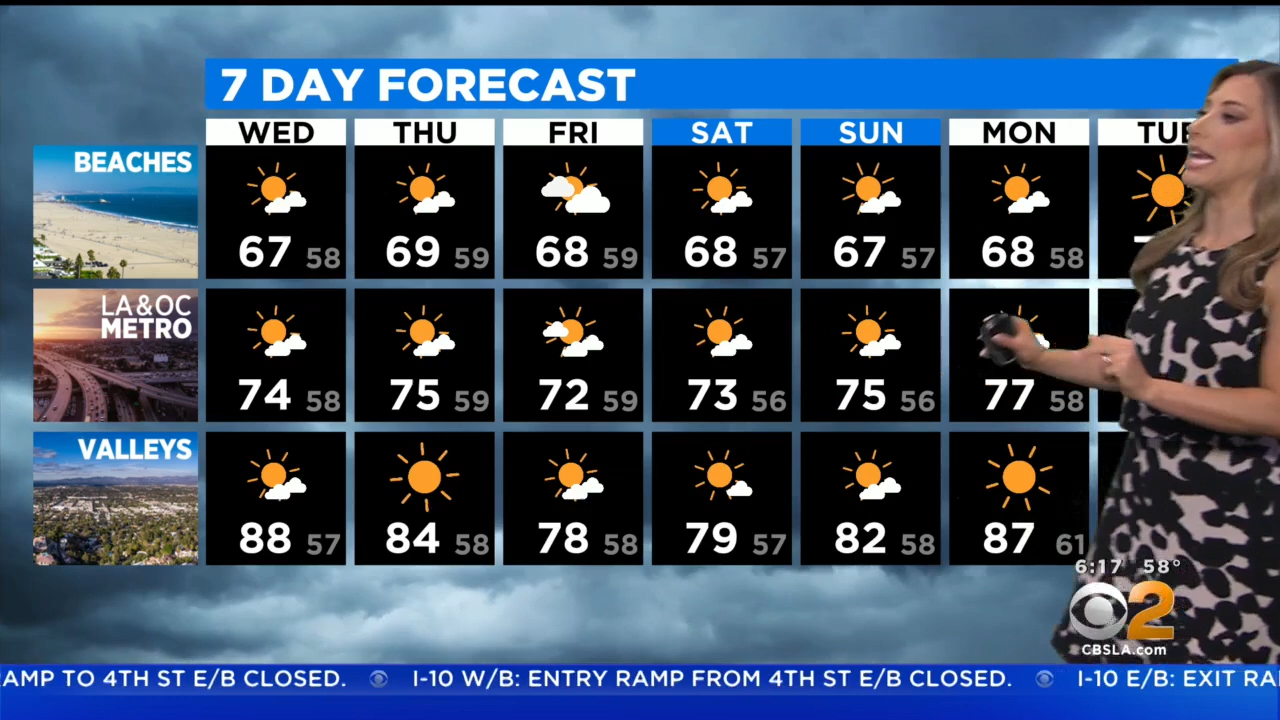 7 DAY FORECAST
WED THU FRI SAT SUN MON TUE
BEACHES
67 58 69 59 68 59 68 57 67 57 68 58
LA&OC
METRO
74 58 75 59 72 59 73 56 75 56 77 58
VALLEYS
88 57 84 58 78 58 79 57 82 58 87 61
6:17 58°
2
CBSLA.com
AMP TO 4TH ST E/B CLOSED. I-10 W/B: ENTRY RAMP FROM 4TH ST E/B CLOSED. I-10 E/B: EXIT RA